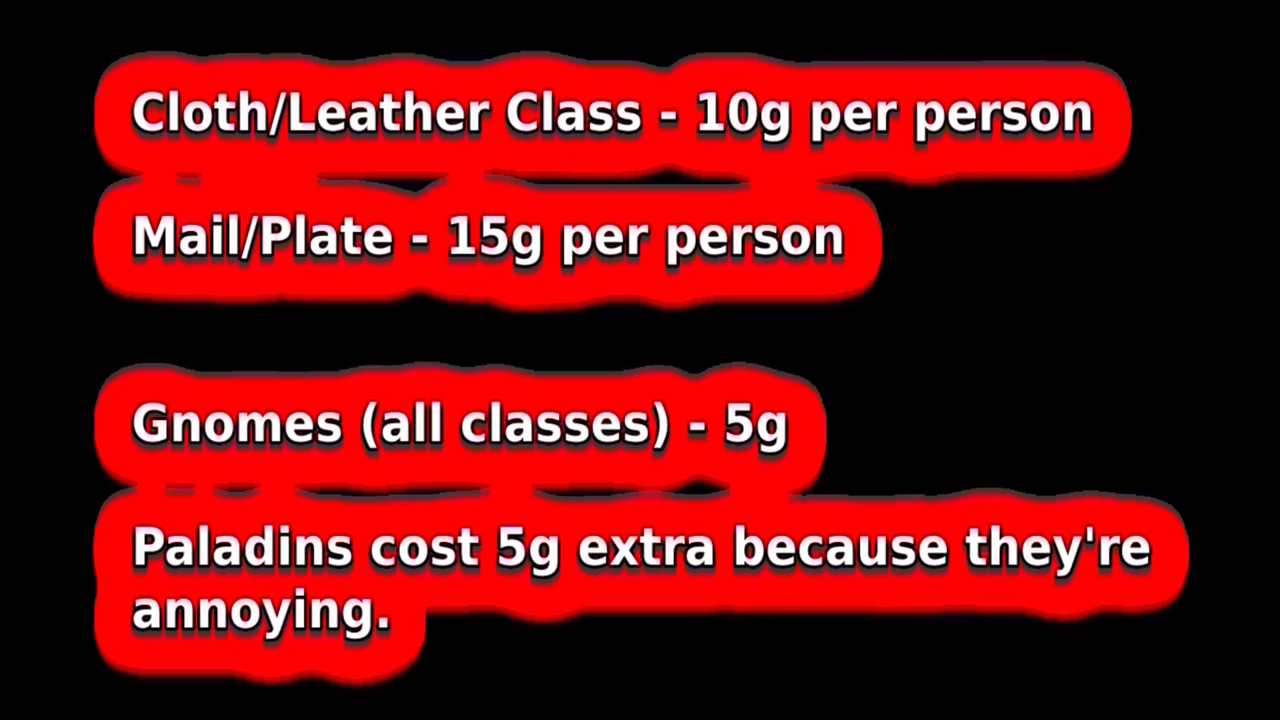 Cloth/Leather Class - 10g per person
Mail/Plate - 15g per person
Gnomes (all classes) - 5g
Paladins cost 5g extra because they're
annoying.